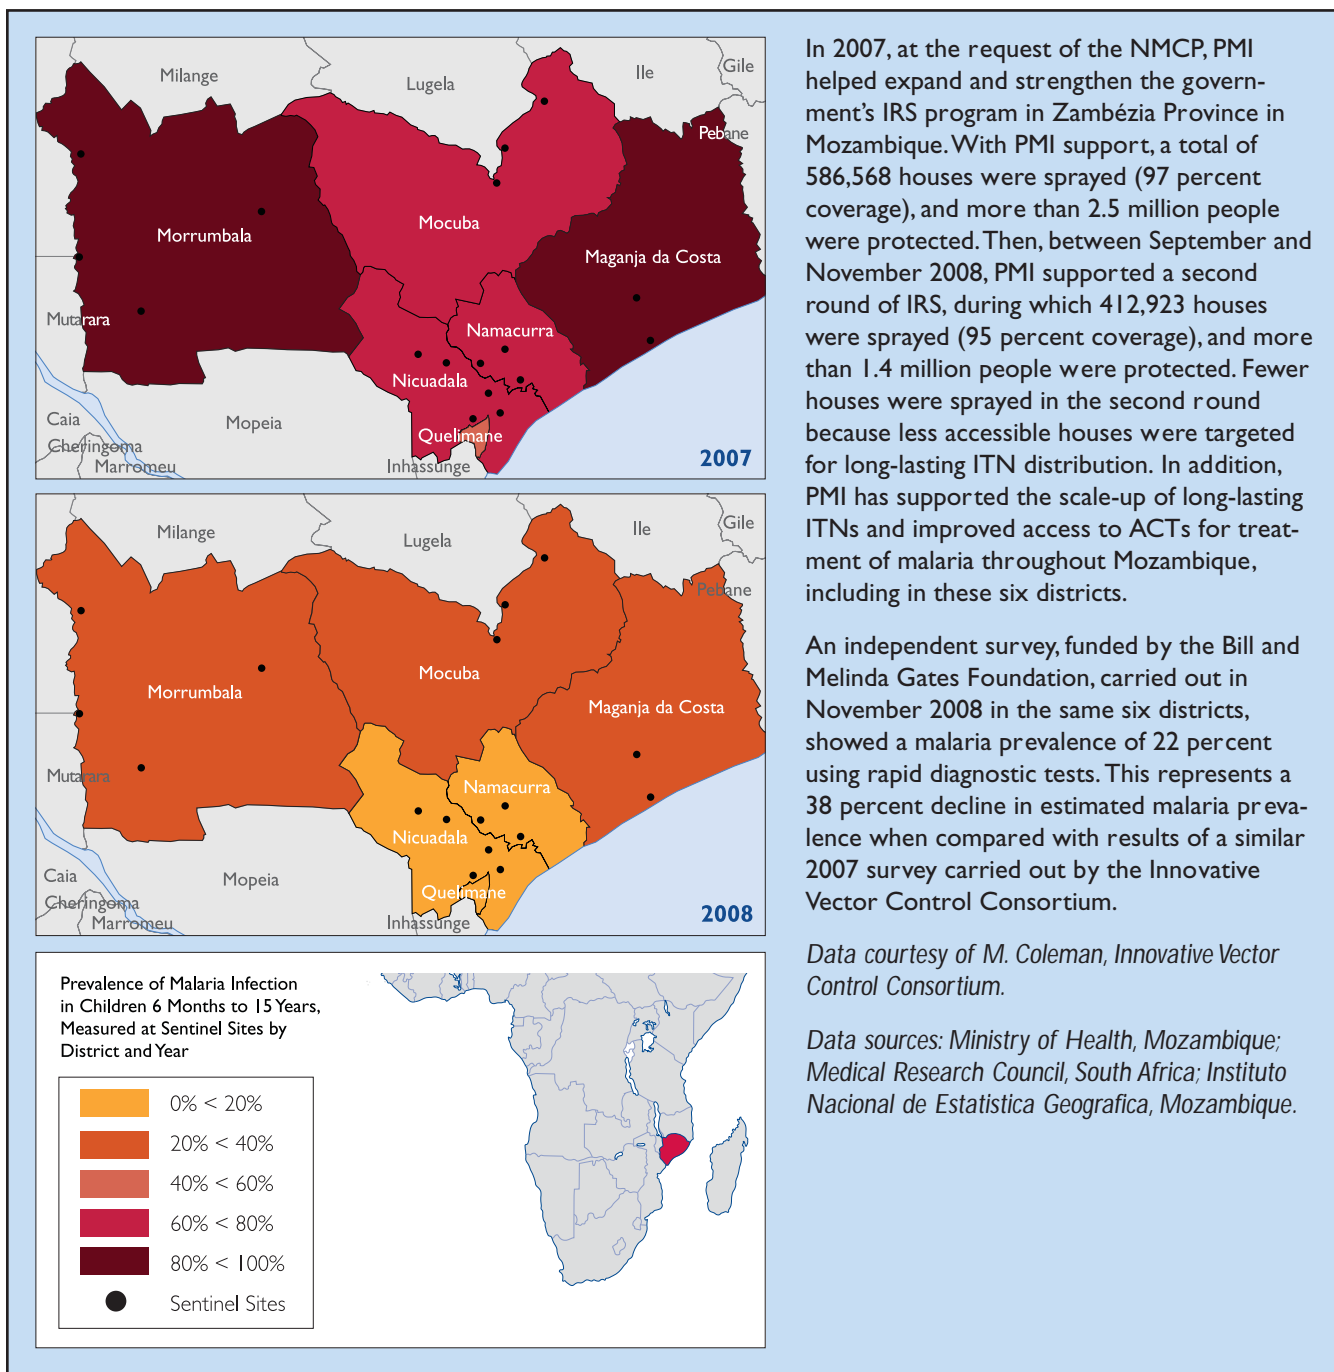 Milange
Lugela
Ile
Gile
Pebane
Morrumbala
Mocuba
Maganja da Costa
Mutarara
Namacurra
Nicuadala
Caia
Mopeia
Cheringoma
Quelimane
Marromeu
Inhassunge
2007
Milange
Lugela
Ile
Gile
Pebane
Morrumbala
Mocuba
Maganja da Costa
Mutarara
Namacurra
Nicuadala
Caia
Mopeia
Cheringoma
Quelimane
Marromeu
Inhassunge
2008
Prevalence of Malaria Infection
in Children 6 Months to 15 Years,
Measured at Sentinel Sites by
District and Year
0% < 20%
20% < 40%
40% < 60%
60% < 80%
80% < 100%
Sentinel Sites
In 2007, at the request of the NMCP, PMI
helped expand and strengthen the govern-
ment's IRS program in Zambézia Province in
Mozambique. With PMI support, a total of
586,568 houses were sprayed (97 percent
coverage), and more than 2.5 million people
were protected. Then, between September and
November 2008, PMI supported a second
round of IRS, during which 412,923 houses
were sprayed (95 percent coverage), and more
than 1.4 million people were protected. Fewer
houses were sprayed in the second round
because less accessible houses were targeted
for long-lasting ITN distribution. In addition,
PMI has supported the scale-up of long-lasting
ITNs and improved access to ACTs for treat-
ment of malaria throughout Mozambique,
including in these six districts.
An independent survey, funded by the Bill and
Melinda Gates Foundation, carried out in
November 2008 in the same six districts,
showed a malaria prevalence of 22 percent
using rapid diagnostic tests. This represents a
38 percent decline in estimated malaria preva-
lence when compared with results of a similar
2007 survey carried out by the Innovative
Vector Control Consortium.
Data courtesy of M. Coleman, Innovative Vector
Control Consortium.
Data sources: Ministry of Health, Mozambique;
Medical Research Council, South Africa; Instituto
Nacional de Estatistica Geografica, Mozambique.